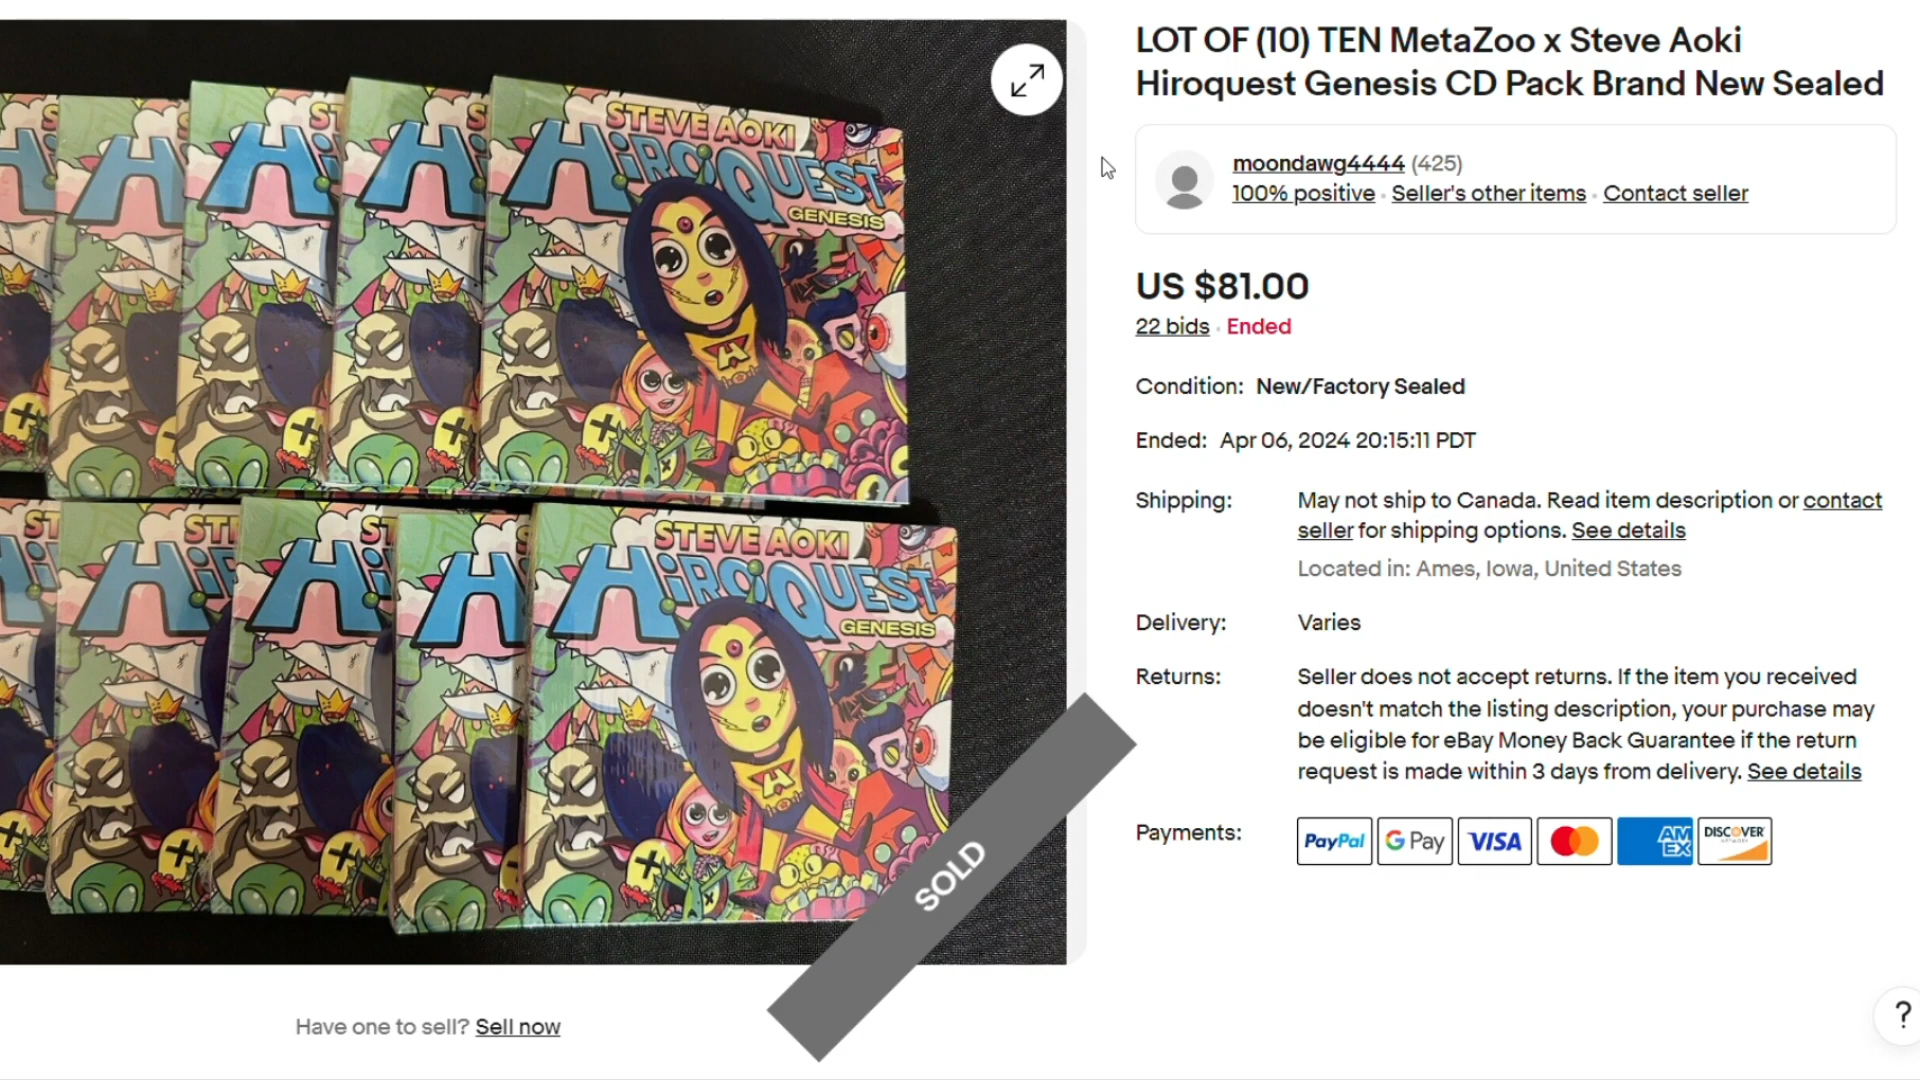 LOT OF (10) TEN MetaZoo x Steve Aoki
Hiroquest Genesis CD Pack Brand New Sealed
moondawg4444 (425)
100% positive · Seller's other items · Contact seller
US $81.00
22 bids · Ended
Condition: New/Factory Sealed
Ended: Apr 06, 2024 20:15:11 PDT
Shipping: May not ship to Canada. Read item description or contact
seller for shipping options. See details
Located in: Ames, Iowa, United States
Delivery: Varies
Returns: Seller does not accept returns. If the item you received
doesn't match the listing description, your purchase may
be eligible for eBay Money Back Guarantee if the return
request is made within 3 days from delivery. See details
Payments: PayPal G Pay VISA AM EX DISCOVER
STEVE AOKI
HiROQUEST
GENESIS
STEVE AOKI
HiROQUEST
GENESIS
SOLD
Have one to sell? Sell now
?